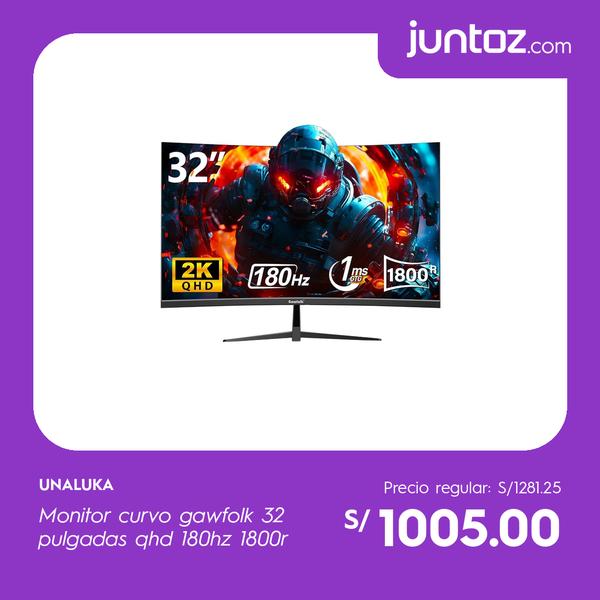 juntoz.com
32"
2K
QHD
180Hz
1ms
GTG
1800R
Gawfolk
UNALUKA
Monitor curvo gawfolk 32
pulgadas qhd 180hz 1800r
Precio regular: S/1281.25
S/ 1005.00